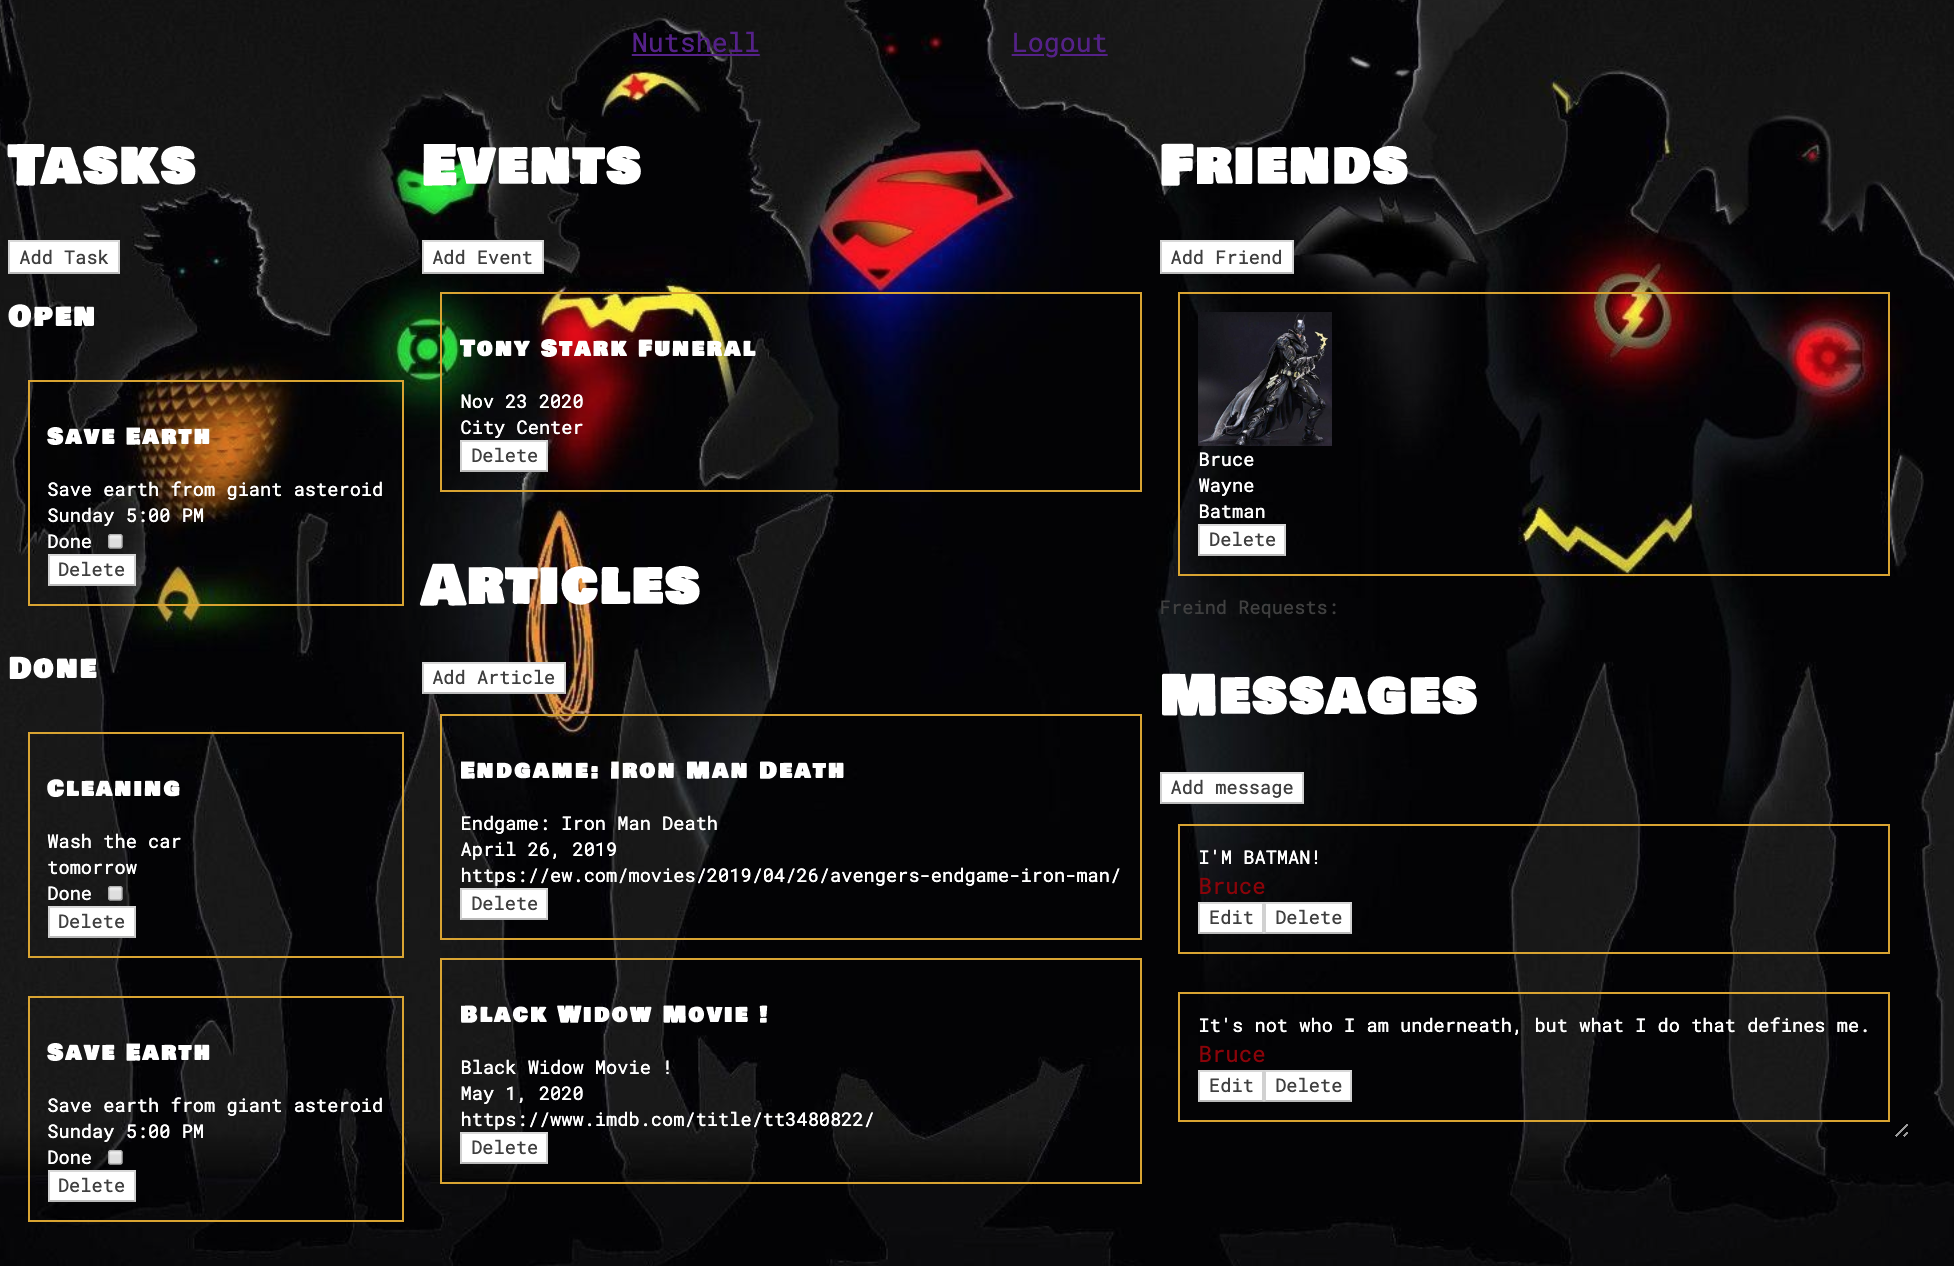 Nutshell
Logout
Tasks
Add Task
Open
Save Earth
Save earth from giant asteroid
Sunday 5:00 PM
Done
Delete
Done
Cleaning
Wash the car
tomorrow
Done
Delete
Save Earth
Save earth from giant asteroid
Sunday 5:00 PM
Done
Delete
Events
Add Event
Tony Stark Funeral
Nov 23 2020
City Center
Delete
Articles
Add Article
Endgame: Iron Man Death
Endgame: Iron Man Death
April 26, 2019
https://ew.com/movies/2019/04/26/avengers-endgame-iron-man/
Delete
Black Widow Movie !
Black Widow Movie !
May 1, 2020
https://www.imdb.com/title/tt3480822/
Delete
Friends
Add Friend
Bruce
Wayne
Batman
Delete
Freind Requests:
Messages
Add message
I'M BATMAN!
Bruce
Edit Delete
It's not who I am underneath, but what I do that defines me.
Bruce
Edit Delete